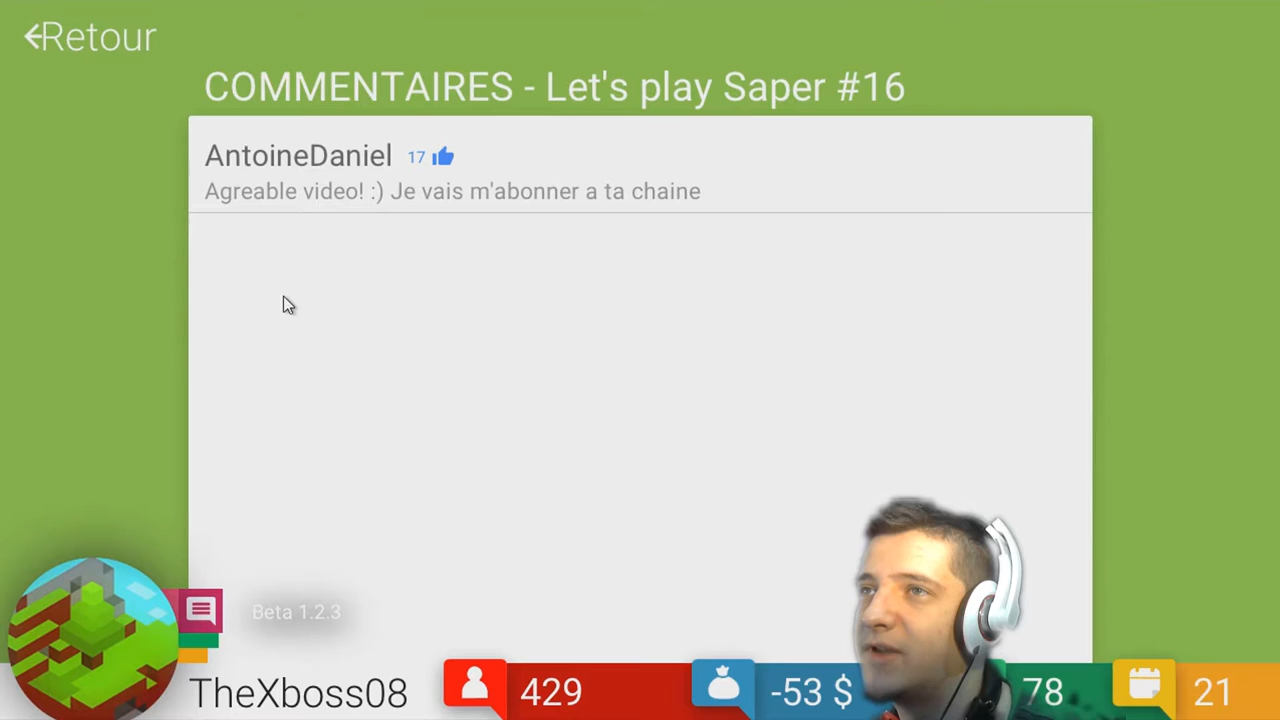 Retour
COMMENTAIRES - Let's play Saper #16
AntoineDaniel 17
Agreable video! :) Je vais m'abonner a ta chaine
Beta 1.2.3
TheXboss08 429 -53 $ 78 21